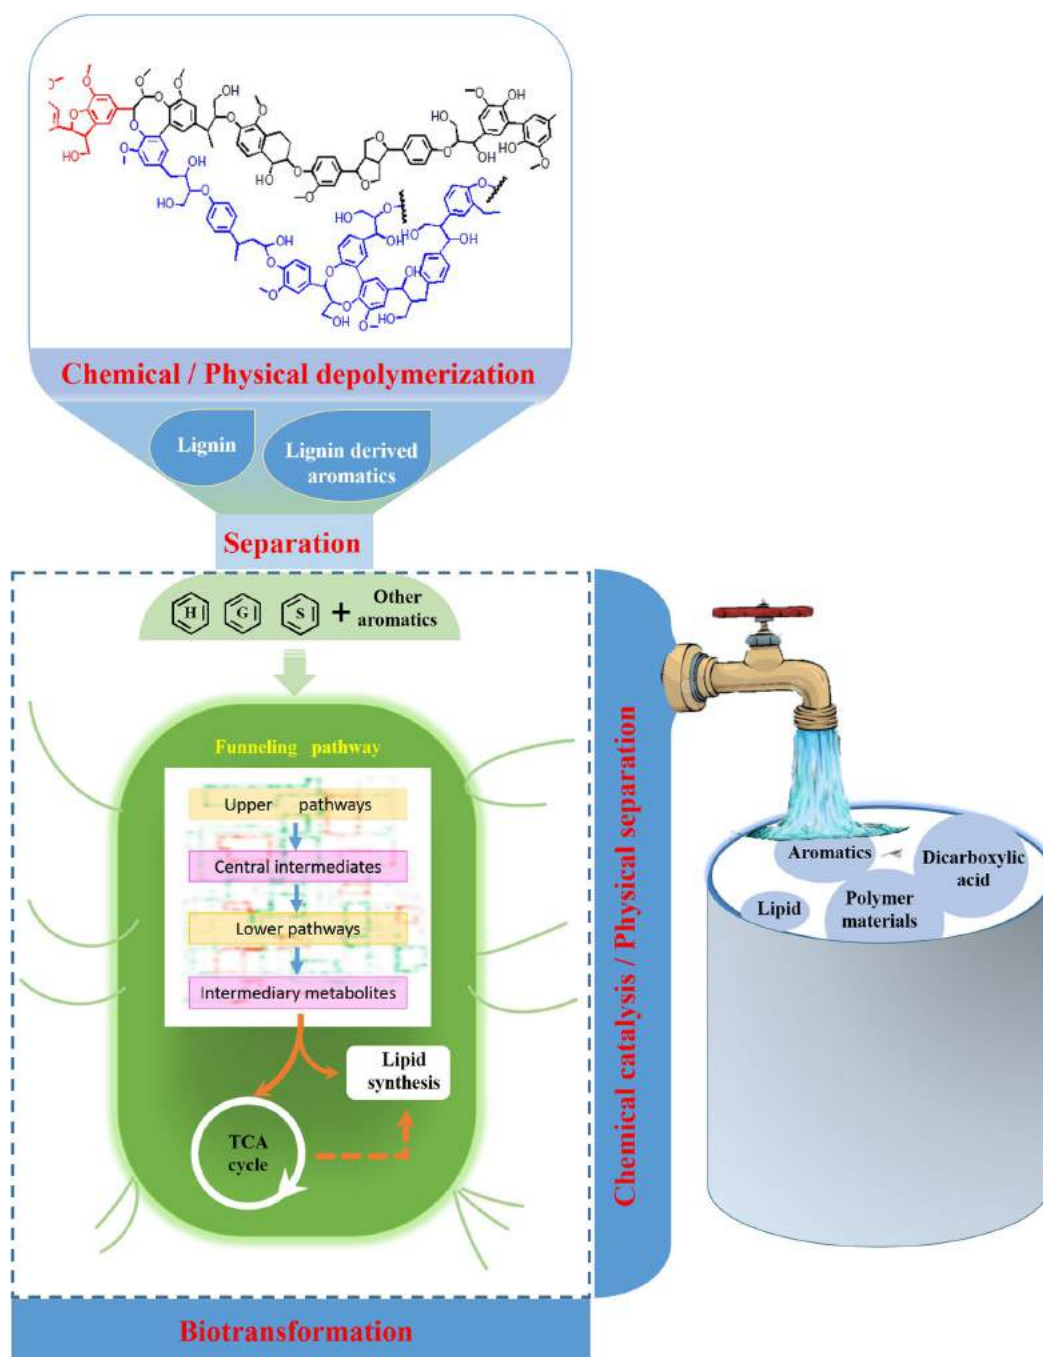 Chemical / Physical depolymerization
Lignin
Lignin derived
aromatics
Separation
H
G
S
+
Other
aromatics
Funneling pathway
Upper pathways
Central intermediates
Lower pathways
Intermediary metabolites
Lipid
synthesis
TCA
cycle
Biotransformation
Chemical catalysis / Physical separation
Aromatics
Dicarboxylic
acid
Lipid
Polymer
materials